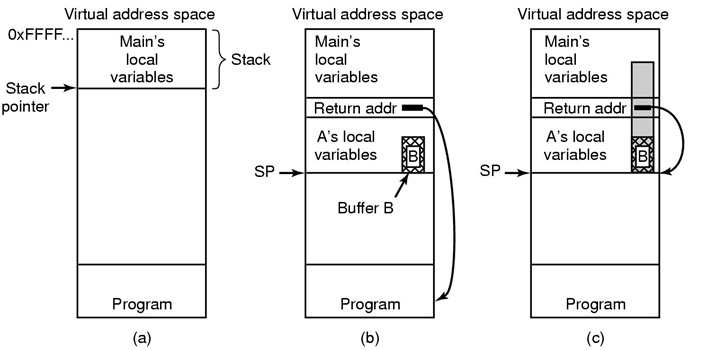 Virtual address space
0xFFFF...
Main's
local
variables
Stack
Stack
pointer
Program
(a)
Virtual address space
Main's
local
variables
Return addr
A's local
variables
B
SP
Buffer B
Program
(b)
Virtual address space
Main's
local
variables
Return addr
A's local
variables
B
SP
Program
(c)